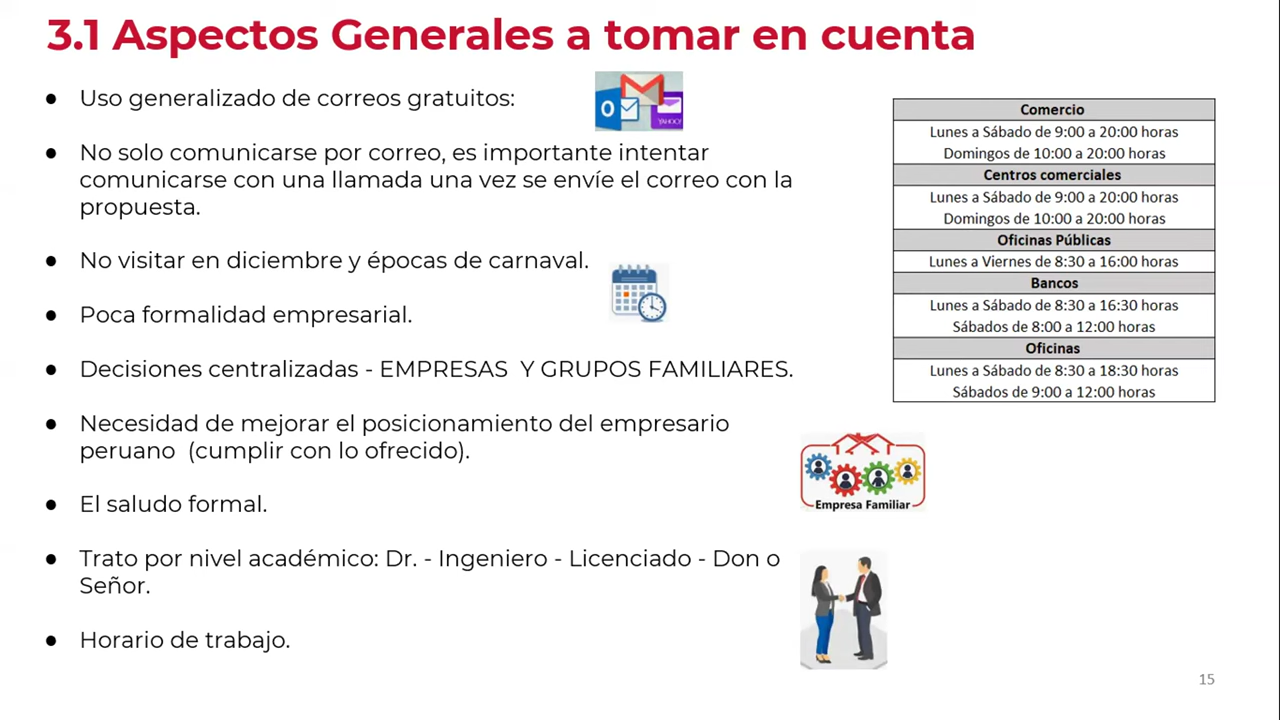 3.1 Aspectos Generales a tomar en cuenta
● Uso generalizado de correos gratuitos:
● No solo comunicarse por correo, es importante intentar
comunicarse con una llamada una vez se envíe el correo con la
propuesta.
● No visitar en diciembre y épocas de carnaval.
● Poca formalidad empresarial.
● Decisiones centralizadas - EMPRESAS Y GRUPOS FAMILIARES.
● Necesidad de mejorar el posicionamiento del empresario
peruano (cumplir con lo ofrecido).
● El saludo formal.
● Trato por nivel académico: Dr. - Ingeniero - Licenciado - Don o
Señor.
● Horario de trabajo.
O
YAHOO!
Comercio
Lunes a Sábado de 9:00 a 20:00 horas
Domingos de 10:00 a 20:00 horas
Centros comerciales
Lunes a Sábado de 9:00 a 20:00 horas
Domingos de 10:00 a 20:00 horas
Oficinas Públicas
Lunes a Viernes de 8:30 a 16:00 horas
Bancos
Lunes a Sábado de 8:30 a 16:30 horas
Sábados de 8:00 a 12:00 horas
Oficinas
Lunes a Sábado de 8:30 a 18:30 horas
Sábados de 9:00 a 12:00 horas
Empresa Familiar
15